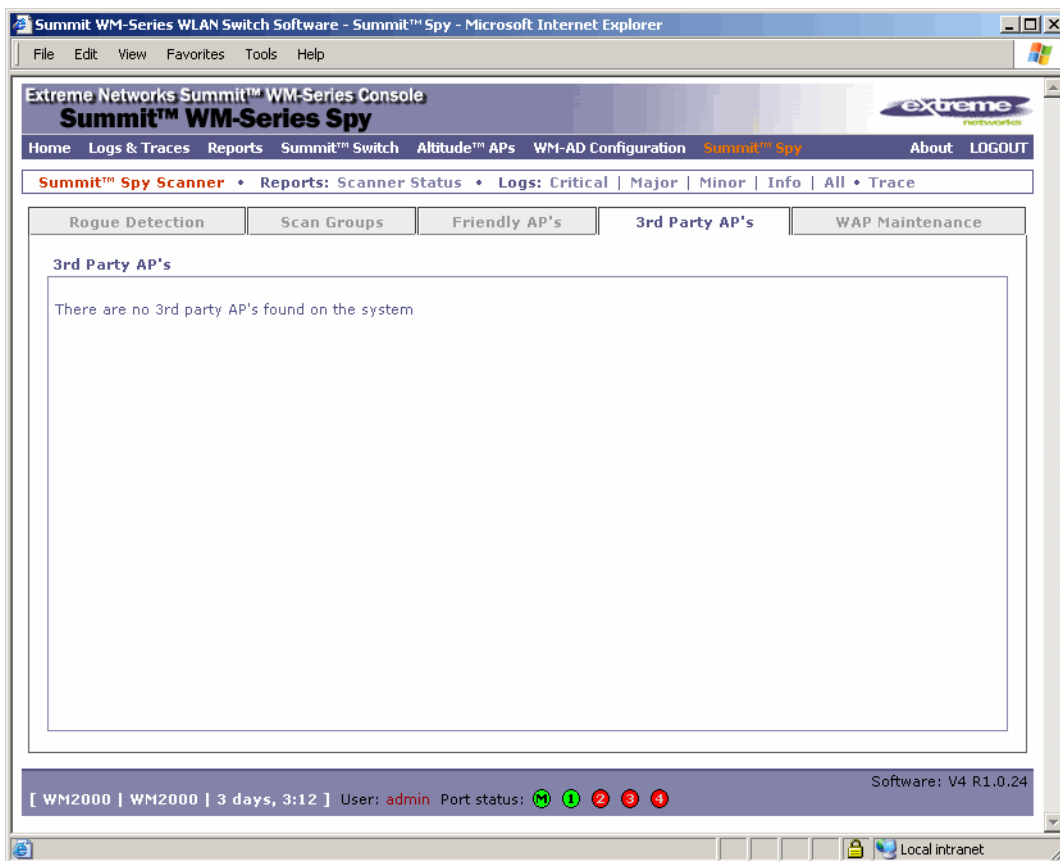 Summit WM-Series WLAN Switch Software - Summit™ Spy - Microsoft Internet Explorer
File Edit View Favorites Tools Help
Extreme Networks Summit™ WM-Series Console
Summit™ WM-Series Spy
extreme
networks
Home Logs & Traces Reports Summit™ Switch Altitude™ APs WM-AD Configuration Summit™ Spy About LOGOUT
Summit™ Spy Scanner • Reports: Scanner Status • Logs: Critical | Major | Minor | Info | All • Trace
Rogue Detection Scan Groups Friendly AP's 3rd Party AP's WAP Maintenance
3rd Party AP's
There are no 3rd party AP's found on the system
Software: V4 R1.0.24
[ WM2000 | WM2000 | 3 days, 3:12 ] User: admin Port status: M 1 2 3 4
Local intranet